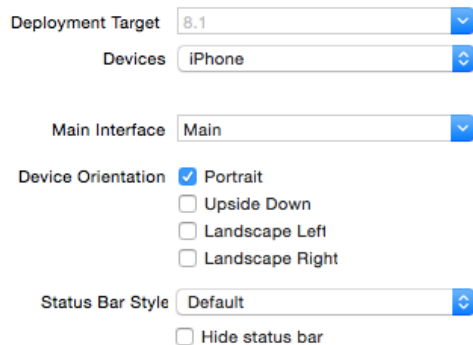 Deployment Target 8.1
Devices iPhone
Main Interface Main
Device Orientation Portrait
Upside Down
Landscape Left
Landscape Right
Status Bar Style Default
Hide status bar